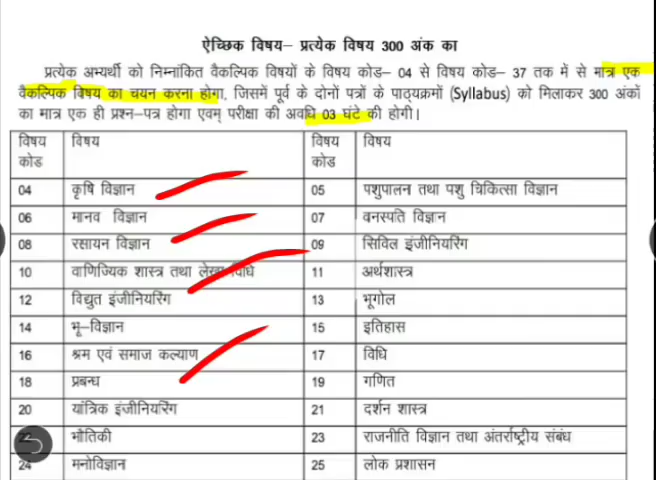 ऐच्छिक विषय– प्रत्येक विषय 300 अंक का
प्रत्येक अभ्यर्थी को निम्नांकित वैकल्पिक विषयों के विषय कोड– 04 से विषय कोड– 37 तक में से मात्र एक
वैकल्पिक विषय का चयन करना होगा, जिसमें पूर्व के दोनों पत्रों के पाठ्यक्रमों (Syllabus) को मिलाकर 300 अंकों
का मात्र एक ही प्रश्न–पत्र होगा एवम् परीक्षा की अवधि 03 घंटे की होगी।
विषय कोड विषय विषय कोड विषय
04 कृषि विज्ञान 05 पशुपालन तथा पशु चिकित्सा विज्ञान
06 मानव विज्ञान 07 वनस्पति विज्ञान
08 रसायन विज्ञान 09 सिविल इंजीनियरिंग
10 वाणिज्यिक शास्त्र तथा लेखा विधि 11 अर्थशास्त्र
12 विद्युत इंजीनियरिंग 13 भूगोल
14 भू–विज्ञान 15 इतिहास
16 श्रम एवं समाज कल्याण 17 विधि
18 प्रबन्ध 19 गणित
20 यांत्रिक इंजीनियरिंग 21 दर्शन शास्त्र
22 भौतिकी 23 राजनीति विज्ञान तथा अंतर्राष्ट्रीय संबंध
24 मनोविज्ञान 25 लोक प्रशासन